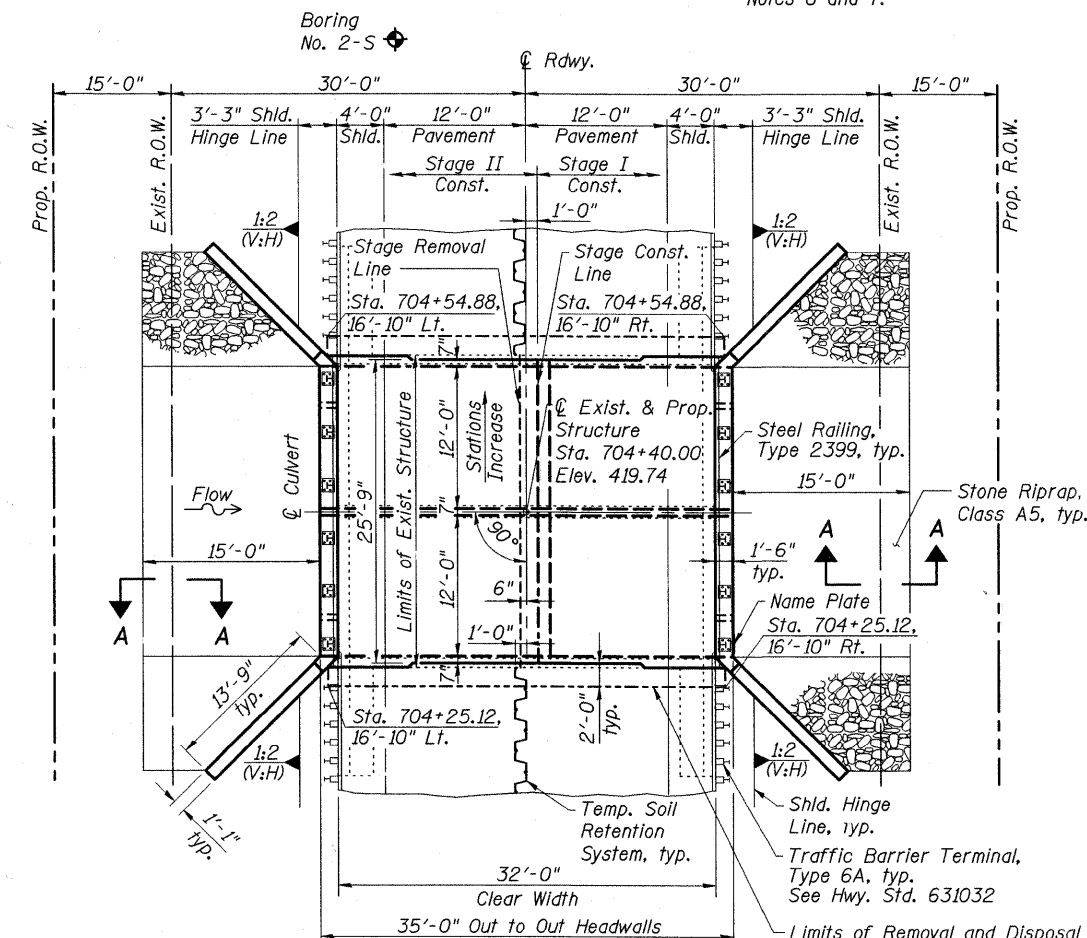 Notes 6 and 7.
Boring
No. 2-S
℄ Rdwy.
15'-0"
30'-0"
30'-0"
15'-0"
3'-3" Shld.
Hinge Line
4'-0"
Shld.
12'-0"
Pavement
12'-0"
Pavement
4'-0"
Shld.
3'-3" Shld.
Hinge Line
Prop. R.O.W.
Exist. R.O.W.
Exist. R.O.W.
Prop. R.O.W.
Stage II
Const.
Stage I
Const.
1'-0"
1:2
(V:H)
1:2
(V:H)
Stage Removal
Line
Stage Const.
Line
Sta. 704+54.88,
16'-10" Lt.
Sta. 704+54.88,
16'-10" Rt.
7"
℄ Culvert
25'-9"
Limits of Exist. Structure
12'-0"
Stations
Increase
℄ Exist. & Prop.
Structure
Sta. 704+40.00
Elev. 419.74
Steel Railing,
Type 2399, typ.
Flow
7"
90°
15'-0"
Stone Riprap,
Class A5, typ.
15'-0"
A
A
12'-0"
6"
1'-0"
1'-6"
typ.
A
A
Name Plate
Sta. 704+25.12,
16'-10" Rt.
13'-9"
typ.
7"
Sta. 704+25.12,
16'-10" Lt.
2'-0"
typ.
1:2
(V:H)
1:2
(V:H)
1'-1"
typ.
Temp. Soil
Retention
System, typ.
Shld. Hinge
Line, typ.
Traffic Barrier Terminal,
Type 6A, typ.
See Hwy. Std. 631032
32'-0"
Clear Width
35'-0" Out to Out Headwalls
Limits of Removal and Disposal